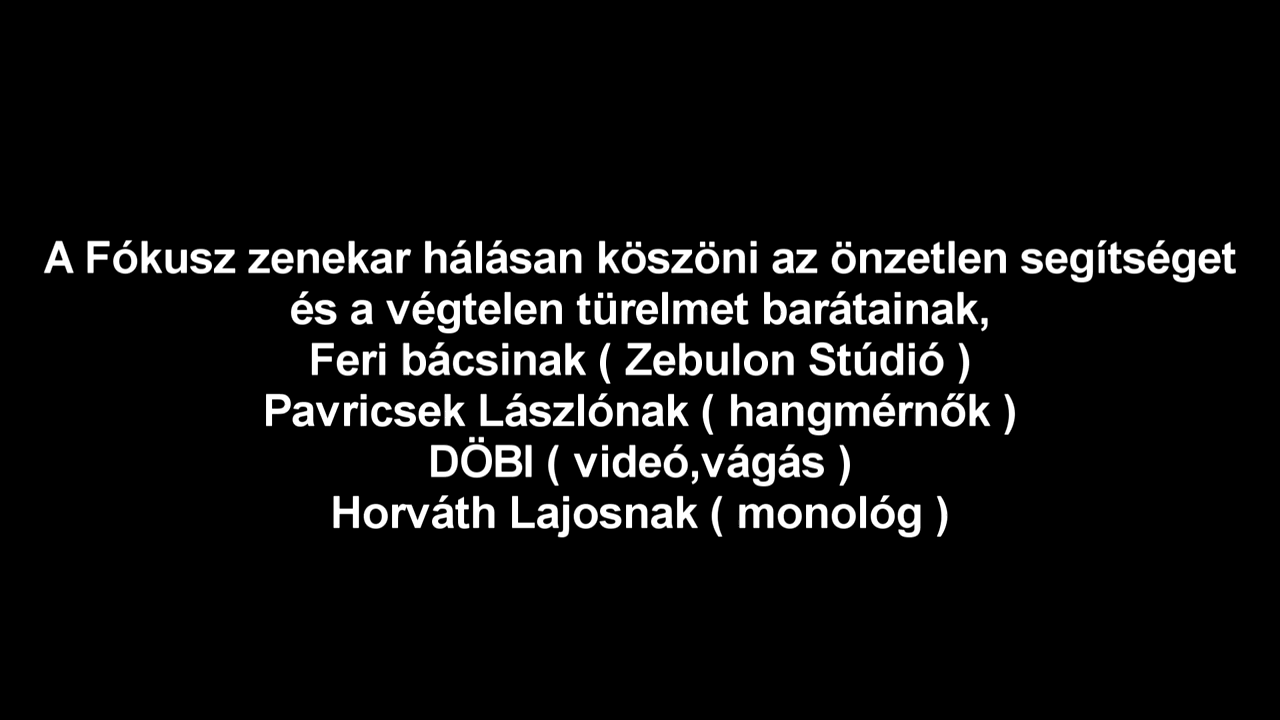 A Fókusz zenekar hálásan köszöni az önzetlen segítséget
és a végtelen türelmet barátainak,
Feri bácsinak ( Zebulon Stúdió )
Pavricsek Lászlónak ( hangmérnők )
DÖBI ( videó,vágás )
Horváth Lajosnak ( monológ )